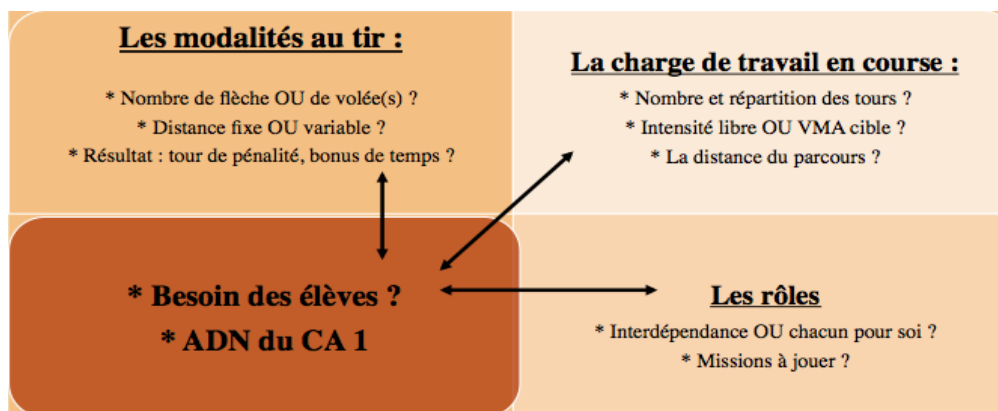 Les modalités au tir :
* Nombre de flèche OU de volée(s) ?
* Distance fixe OU variable ?
* Résultat : tour de pénalité, bonus de temps ?
La charge de travail en course :
* Nombre et répartition des tours ?
* Intensité libre OU VMA cible ?
* La distance du parcours ?
* Besoin des élèves ?
* ADN du CA 1
Les rôles
* Interdépendance OU chacun pour soi ?
* Missions à jouer ?